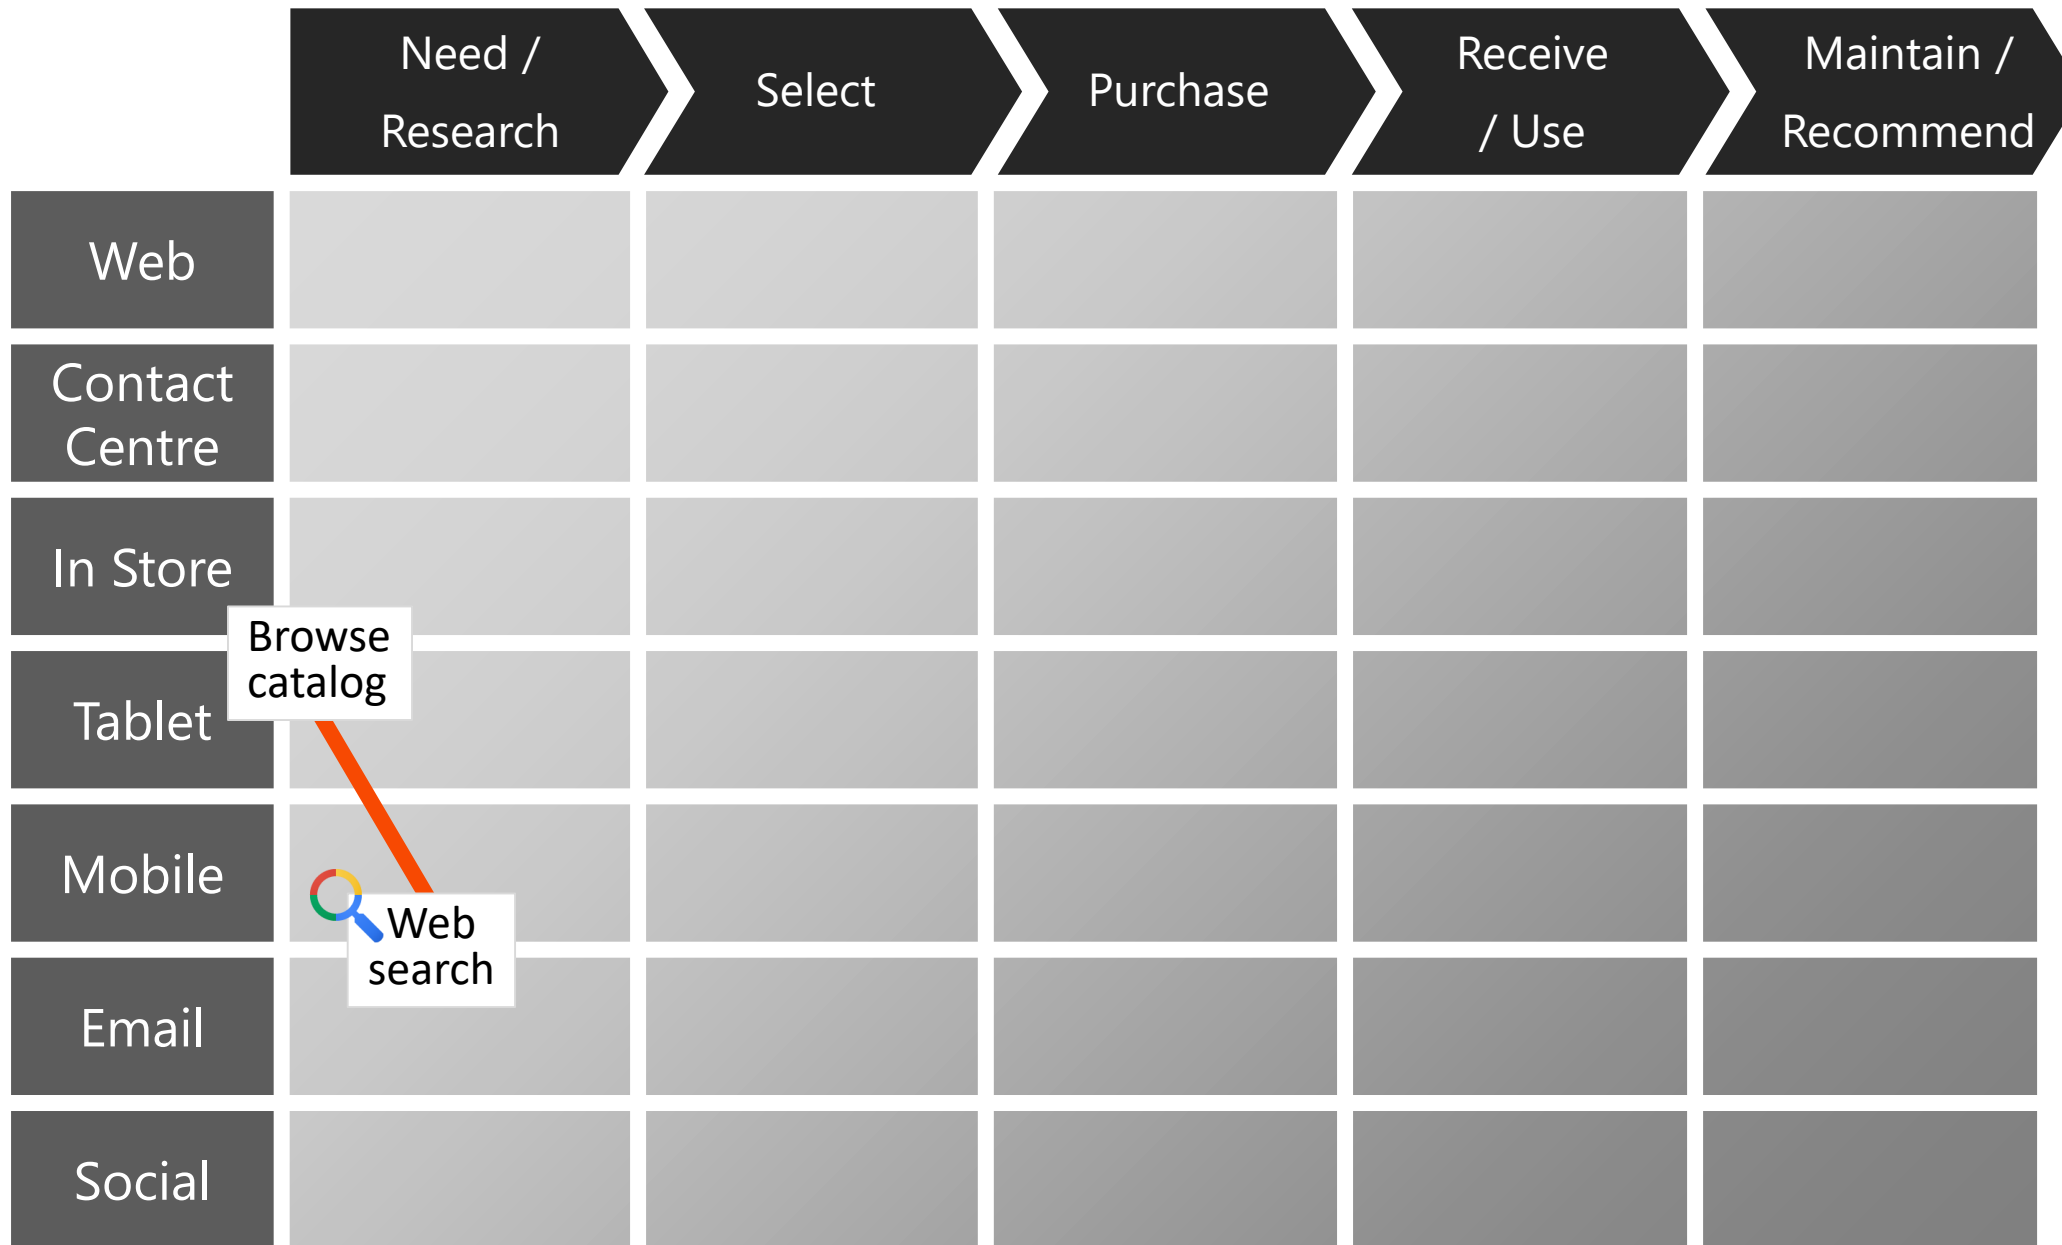 Need /
Research
Select
Purchase
Receive
/ Use
Maintain /
Recommend
Web
Contact
Centre
In Store
Browse
catalog
Tablet
Mobile
Web
search
Email
Social